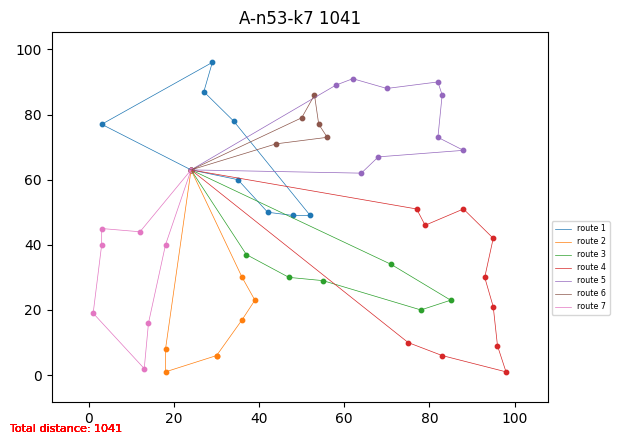 A-n53-k7 1041
100
80
60
40
20
0
0 20 40 60 80 100
route 1
route 2
route 3
route 4
route 5
route 6
route 7
Total distance: 1041